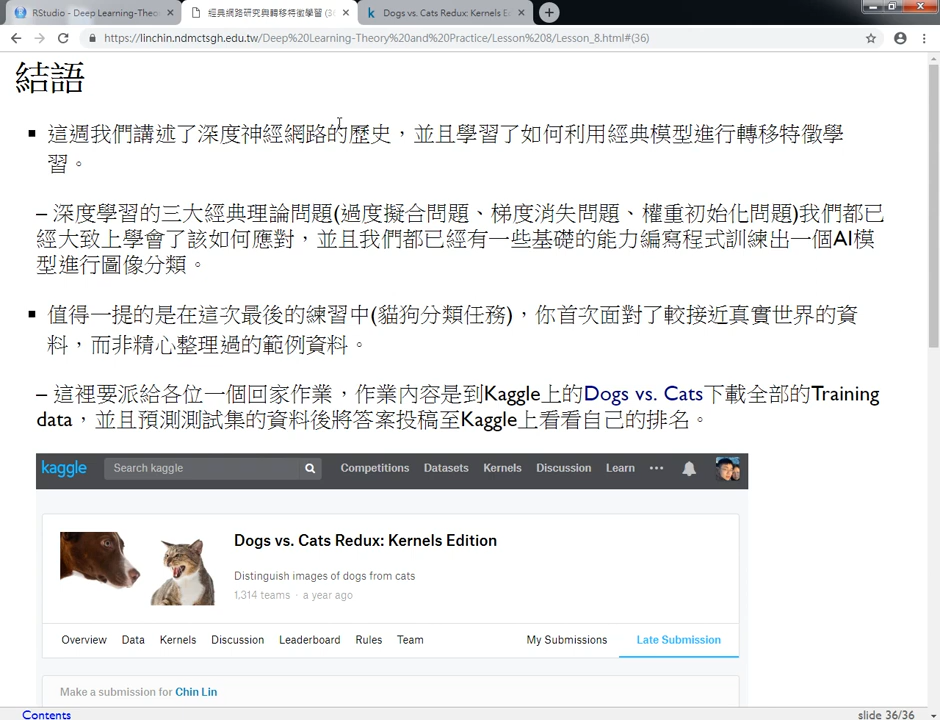 RStudio - Deep Learning-Theo
經典網路研究與轉移特徵學習 (3
Dogs vs. Cats Redux: Kernels E
https://linchin.ndmctsgh.edu.tw/Deep%20Learning-Theory%20and%20Practice/Lesson%208/Lesson_8.html#(36)
結語
▪ 這週我們講述了深度神經網路的歷史，並且學習了如何利用經典模型進行轉移特徵學
習。
– 深度學習的三大經典理論問題(過度擬合問題、梯度消失問題、權重初始化問題)我們都已
經大致上學會了該如何應對，並且我們都已經有一些基礎的能力編寫程式訓練出一個AI模
型進行圖像分類。
▪ 值得一提的是在這次最後的練習中(貓狗分類任務)，你首次面對了較接近真實世界的資
料，而非精心整理過的範例資料。
– 這裡要派給各位一個回家作業，作業內容是到Kaggle上的Dogs vs. Cats下載全部的Training
data，並且預測測試集的資料後將答案投稿至Kaggle上看看自己的排名。
kaggle Search kaggle Competitions Datasets Kernels Discussion Learn •••
Dogs vs. Cats Redux: Kernels Edition
Distinguish images of dogs from cats
1,314 teams · a year ago
Overview Data Kernels Discussion Leaderboard Rules Team My Submissions Late Submission
Make a submission for Chin Lin
Contents slide 36/36